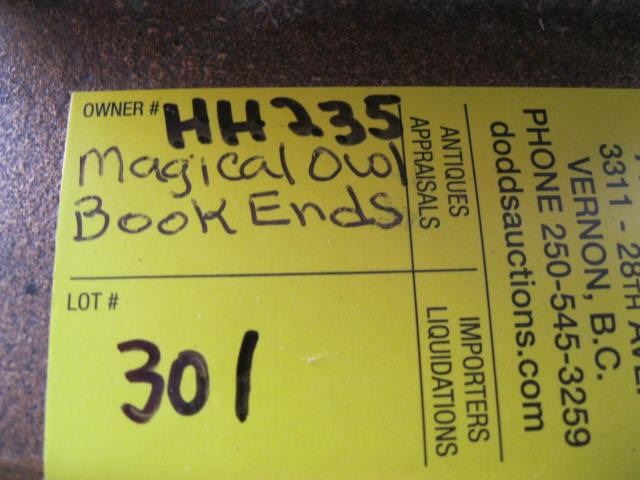 OWNER # HH235
Magical Owl
Book Ends
LOT #
301
ANTIQUES
APPRAISALS
IMPORTERS
LIQUIDATIONS
3311 - 28TH AVE.
VERNON, B.C.
PHONE 250-545-3259
doddsauctions.com